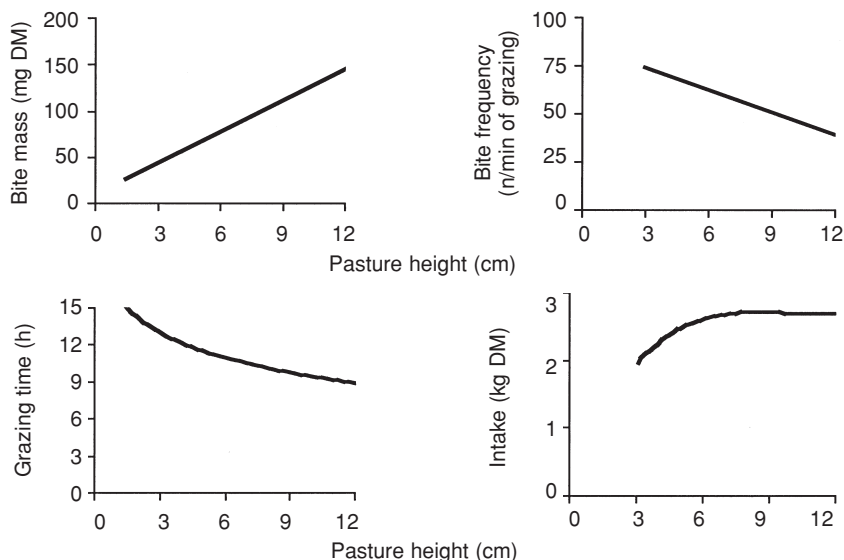 Bite mass (mg DM)
200
150
100
50
0
0 3 6 9 12
Bite frequency
(n/min of grazing)
100
75
50
25
0
0 3 6 9 12
Pasture height (cm)
Grazing time (h)
15
12
9
6
3
0
0 3 6 9 12
Intake (kg DM)
3
2
1
0
0 3 6 9 12
Pasture height (cm)